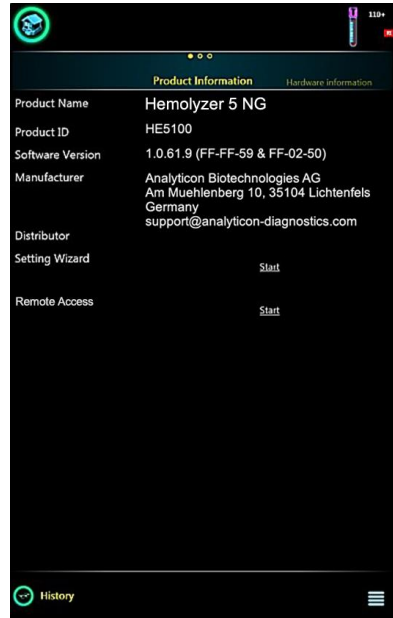 110+
Product Information Hardware information
Product Name Hemolyzer 5 NG
Product ID HE5100
Software Version 1.0.61.9 (FF-FF-59 & FF-02-50)
Manufacturer Analyticon Biotechnologies AG
Am Muehlenberg 10, 35104 Lichtenfels
Germany
support@analyticon-diagnostics.com
Distributor
Setting Wizard Start
Remote Access Start
History